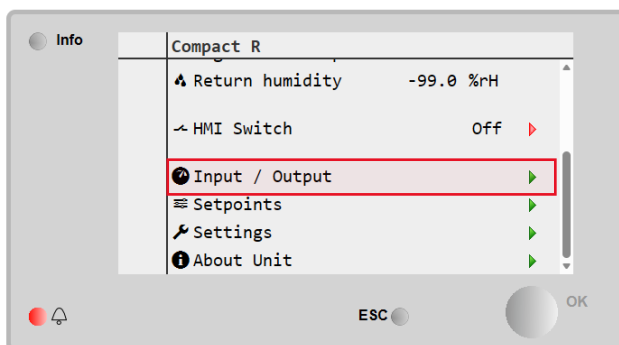 Info
Compact R
Return humidity -99.0 %rH
HMI Switch Off
Input / Output
Setpoints
Settings
About Unit
OK
ESC